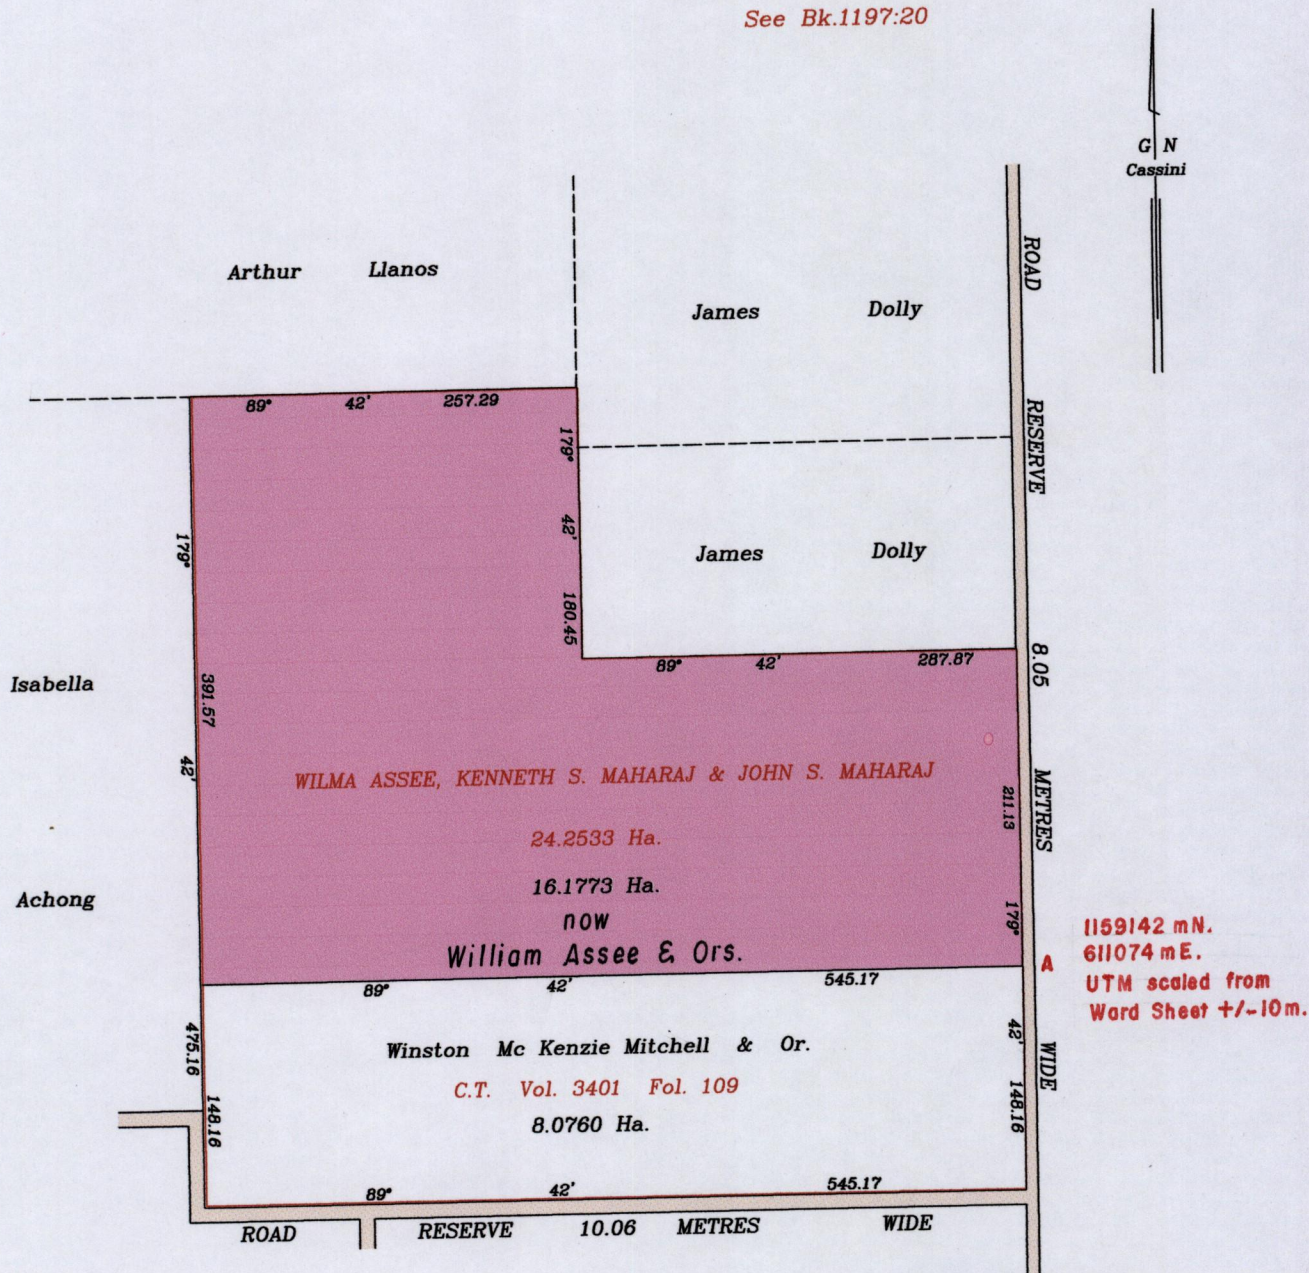 See Bk.1197:20
G N
Cassini
Arthur Llanos
James Dolly
ROAD RESERVE 8.05 METRES WIDE
89° 42' 257.29
179° 42' 180.45
James Dolly
89° 42' 287.87
179° 42'
391.57
475.16
Isabella
Achong
WILMA ASSEE, KENNETH S. MAHARAJ & JOHN S. MAHARAJ
24.2533 Ha.
16.1773 Ha.
now
William Assee & Ors.
211.13
179° 42'
148.16
A
1159142 mN.
611074 mE.
UTM scaled from
Ward Sheet +/-10m.
89° 42' 545.17
Winston Mc Kenzie Mitchell & Or.
C.T. Vol. 3401 Fol. 109
8.0760 Ha.
148.16
89° 42' 545.17
ROAD RESERVE 10.06 METRES WIDE